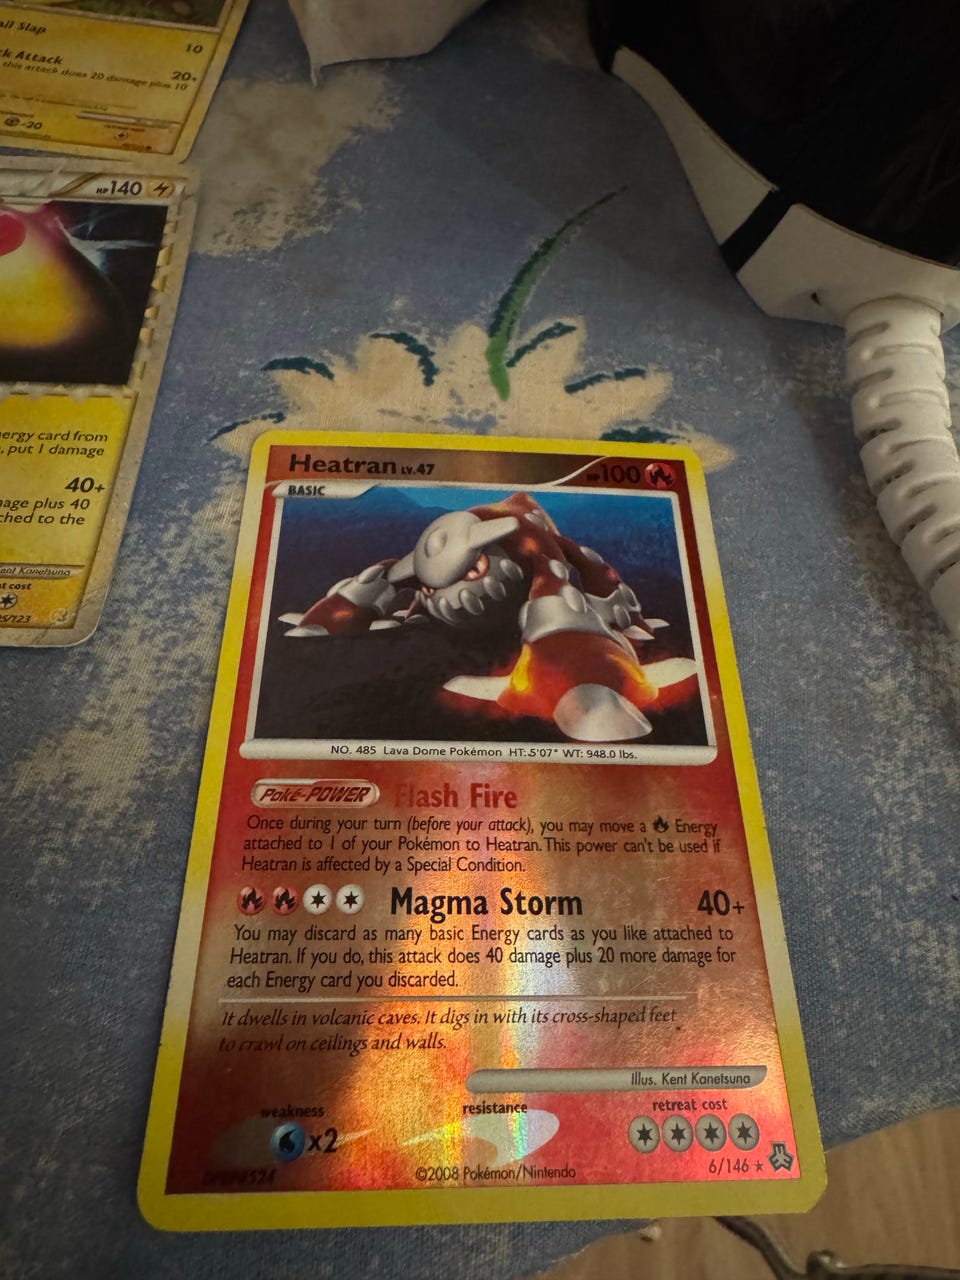 ail Slap
10
k Attack
20+
this attack does 20 damage plus 10
-20
HP 140
nergy card from
, put 1 damage
40+
mage plus 40
ched to the
ent Kanetsuna
t cost
5/123
Heatran LV.47
HP 100
BASIC
NO. 485 Lava Dome Pokémon HT: 5'07" WT: 948.0 lbs.
Poké-POWER Flash Fire
Once during your turn (before your attack), you may move a Energy
attached to 1 of your Pokémon to Heatran. This power can't be used if
Heatran is affected by a Special Condition.
Magma Storm 40+
You may discard as many basic Energy cards as you like attached to
Heatran. If you do, this attack does 40 damage plus 20 more damage for
each Energy card you discarded.
It dwells in volcanic caves. It digs in with its cross-shaped feet
to crawl on ceilings and walls.
Illus. Kent Kanetsuna
weakness resistance retreat cost
x2
6/146
©2008 Pokémon/Nintendo